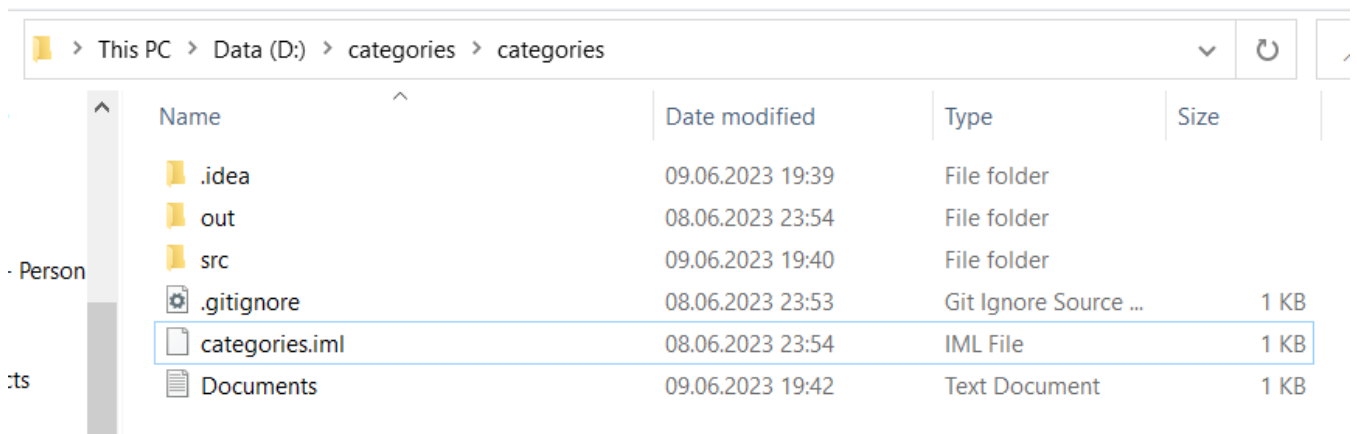 This PC > Data (D:) > categories > categories
Name Date modified Type Size
.idea 09.06.2023 19:39 File folder
out 08.06.2023 23:54 File folder
src 09.06.2023 19:40 File folder
- Person
.gitignore 08.06.2023 23:53 Git Ignore Source ... 1 KB
categories.iml 08.06.2023 23:54 IML File 1 KB
cts
Documents 09.06.2023 19:42 Text Document 1 KB